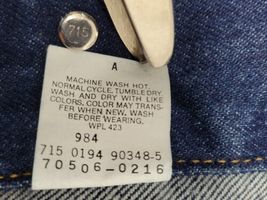 715
A
MACHINE WASH HOT,
NORMAL CYCLE. TUMBLE DRY
WASH AND DRY WITH LIKE
COLORS. COLOR MAY TRANS-
FER WHEN NEW. WASH
BEFORE WEARING.
WPL 423
984
715 0194 90348-5
70506-0216